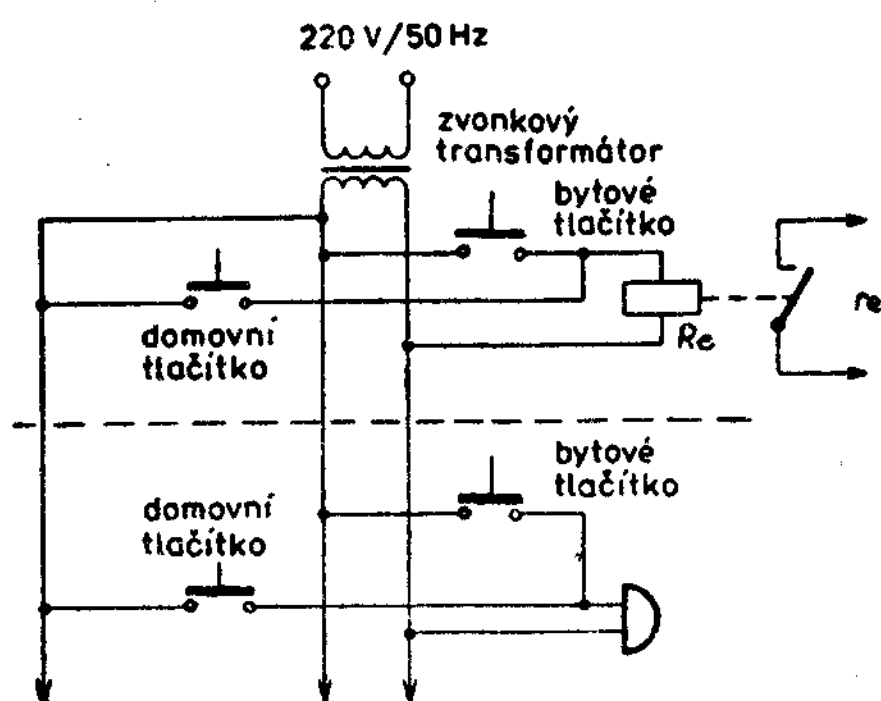 220 V/50 Hz
zvonkový
transformátor
bytové
tlačítko
domovní
tlačítko
Re
re
bytové
tlačítko
domovní
tlačítko